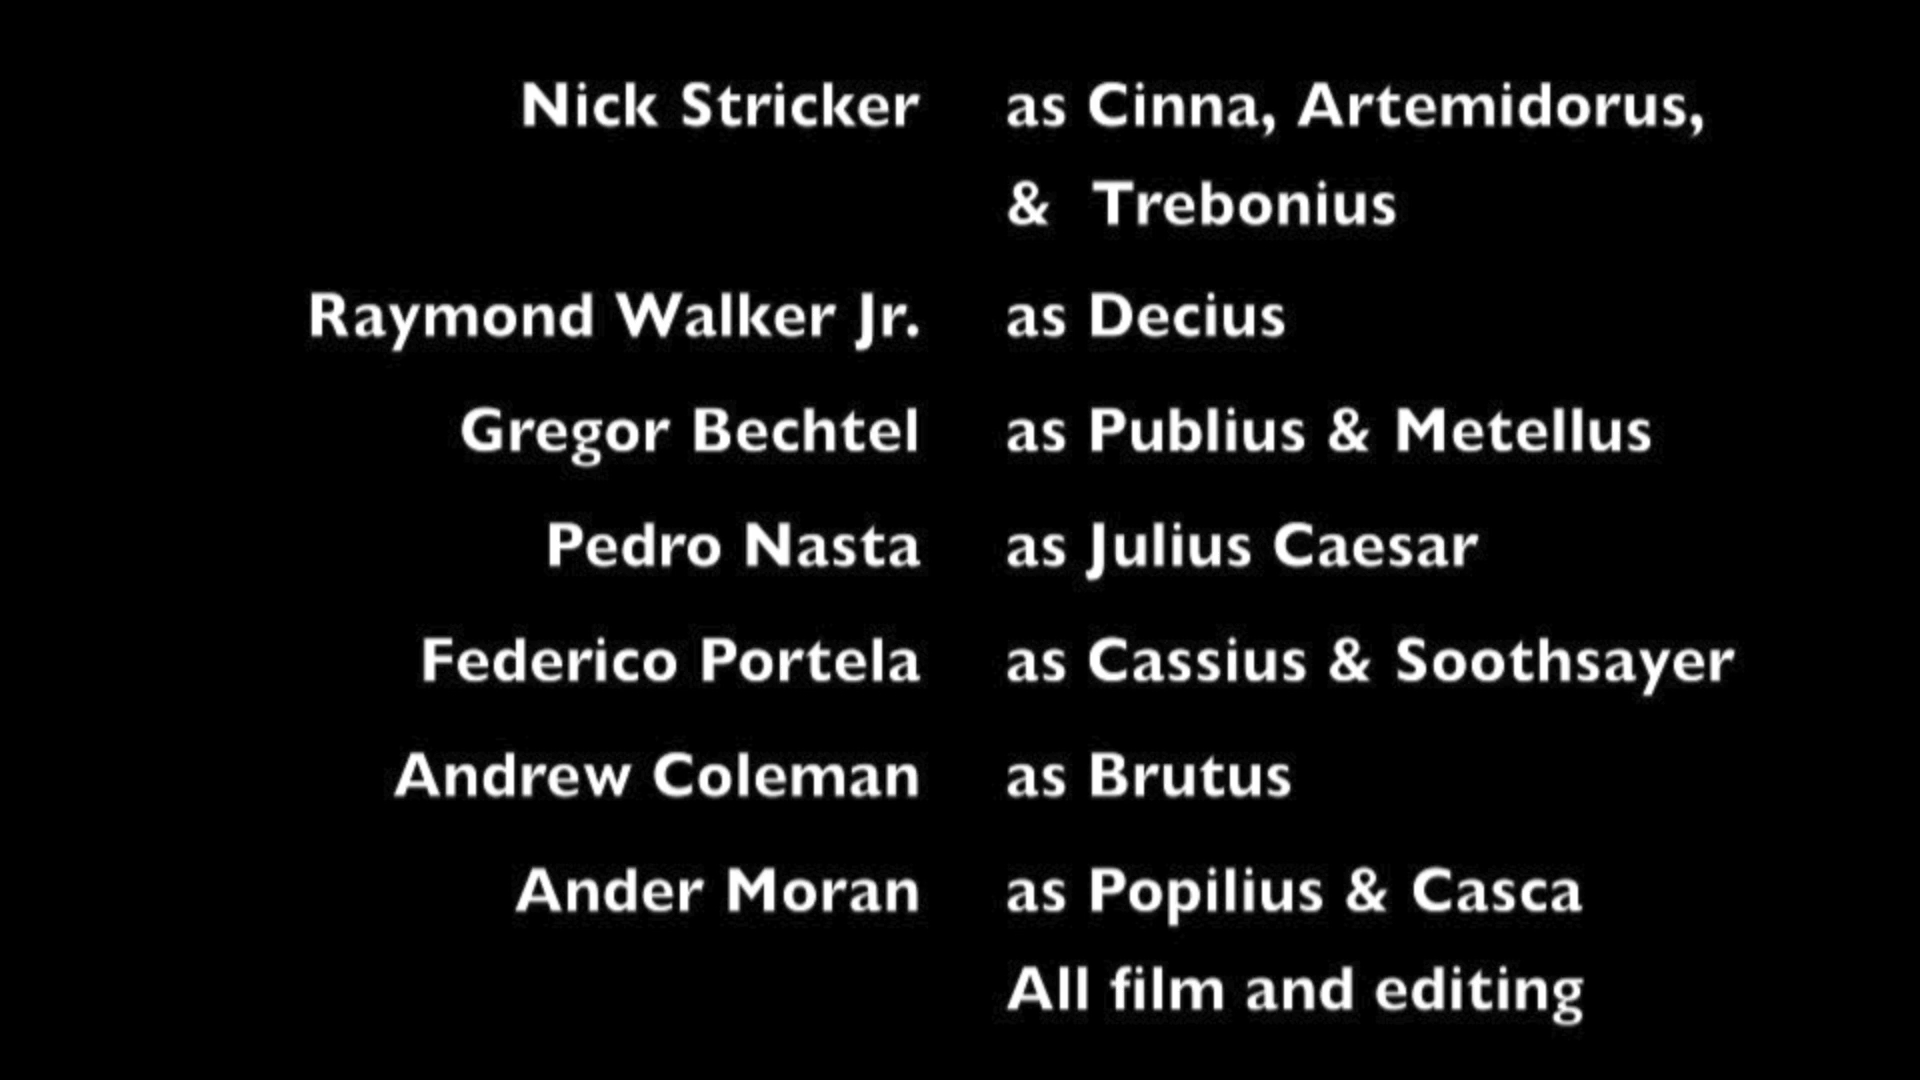 Nick Stricker as Cinna, Artemidorus,
& Trebonius
Raymond Walker Jr. as Decius
Gregor Bechtel as Publius & Metellus
Pedro Nasta as Julius Caesar
Federico Portela as Cassius & Soothsayer
Andrew Coleman as Brutus
Ander Moran as Popilius & Casca
All film and editing